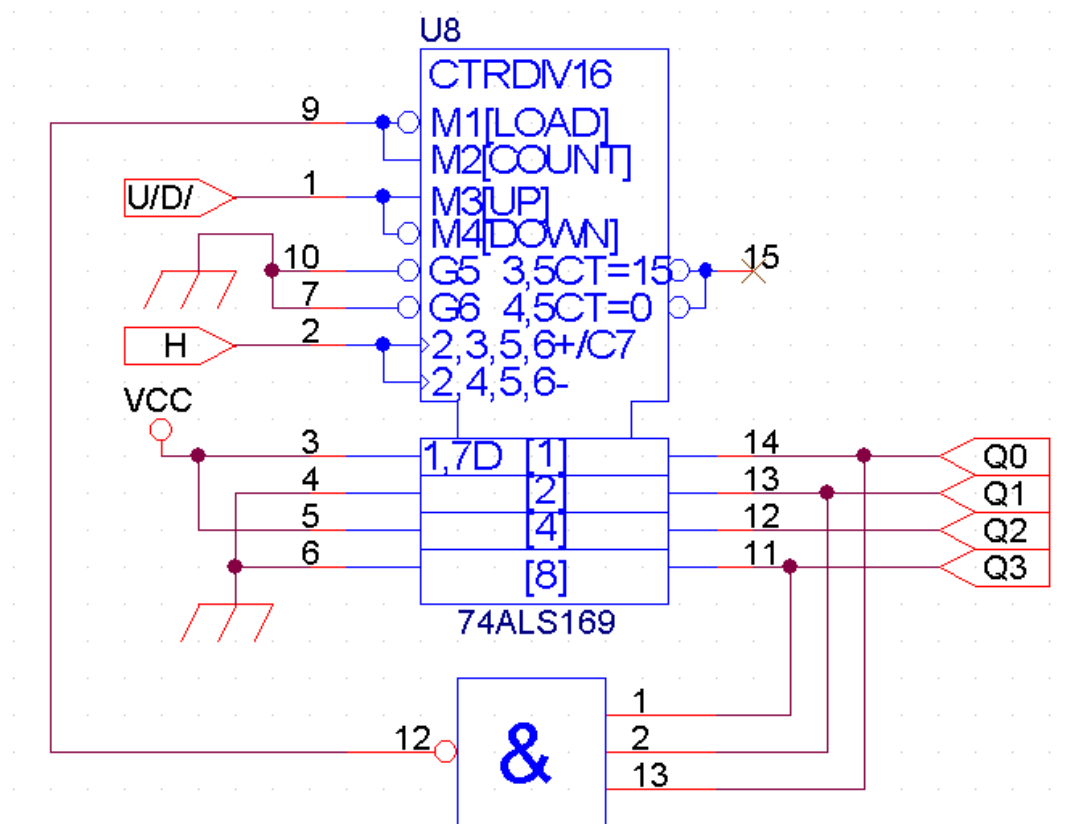 U8
CTRDIV16
9 M1[LOAD]
M2[COUNT]
U/D/ 1 M3[UP]
M4[DOWN]
10 G5 3,5CT=15 15
7 G6 4,5CT=0
H 2 2,3,5,6+/C7
2,4,5,6-
VCC
3 1,7D [1] 14 Q0
4 [2] 13 Q1
5 [4] 12 Q2
6 [8] 11 Q3
74ALS169
1
12 & 2
13